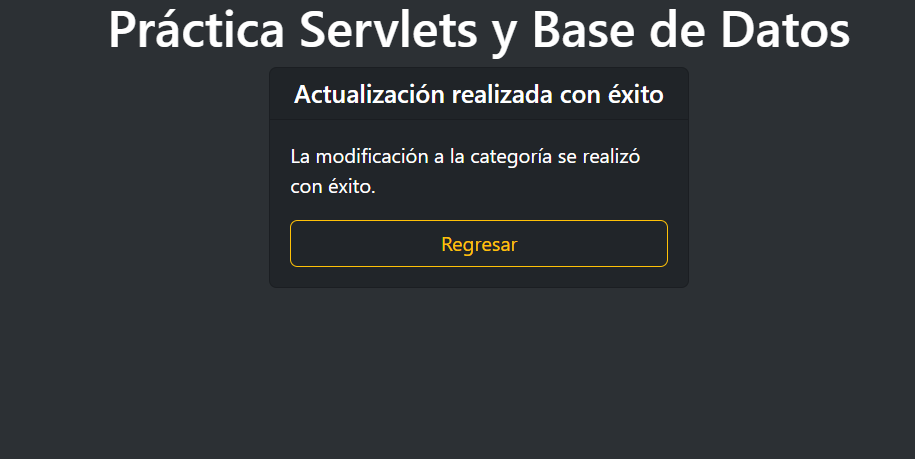 Práctica Servlets y Base de Datos
Actualización realizada con éxito
La modificación a la categoría se realizó
con éxito.
Regresar